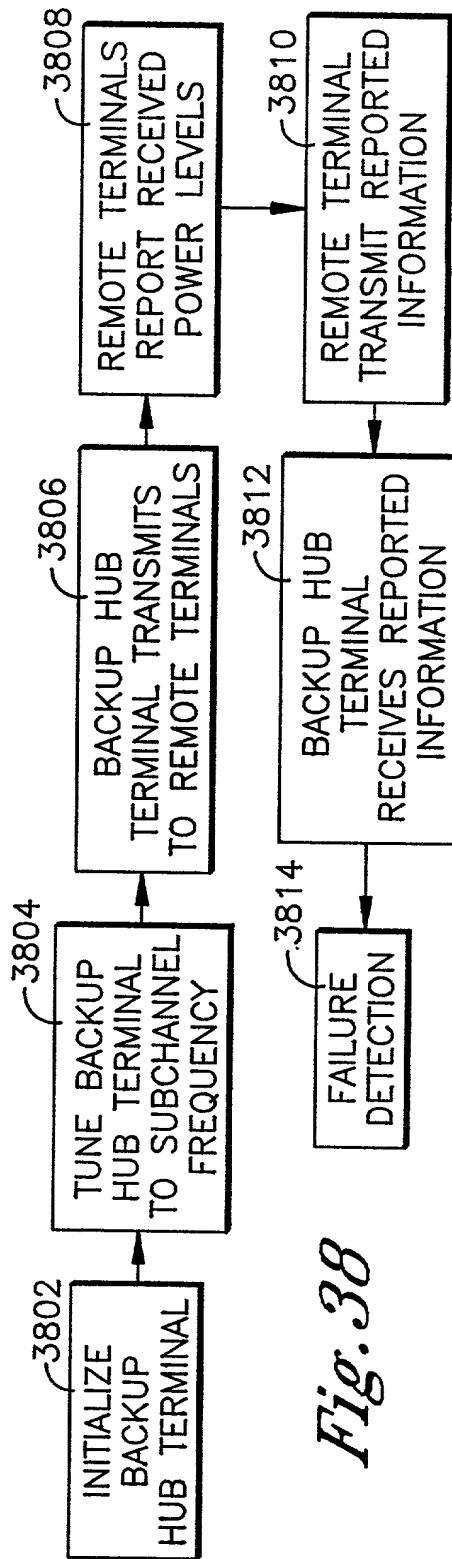 3802
INITIALIZE
BACKUP
HUB TERMINAL
3804
TUNE BACKUP
HUB TERMINAL
TO SUBCHANNEL
FREQUENCY
3806
BACKUP HUB
TERMINAL TRANSMITS
TO REMOTE TERMINALS
3808
REMOTE TERMINALS
REPORT RECEIVED
POWER LEVELS
3810
REMOTE TERMINAL
TRANSMIT REPORTED
INFORMATION
3812
BACKUP HUB
TERMINAL
RECEIVES REPORTED
INFORMATION
3814
FAILURE
DETECTION
Fig. 38